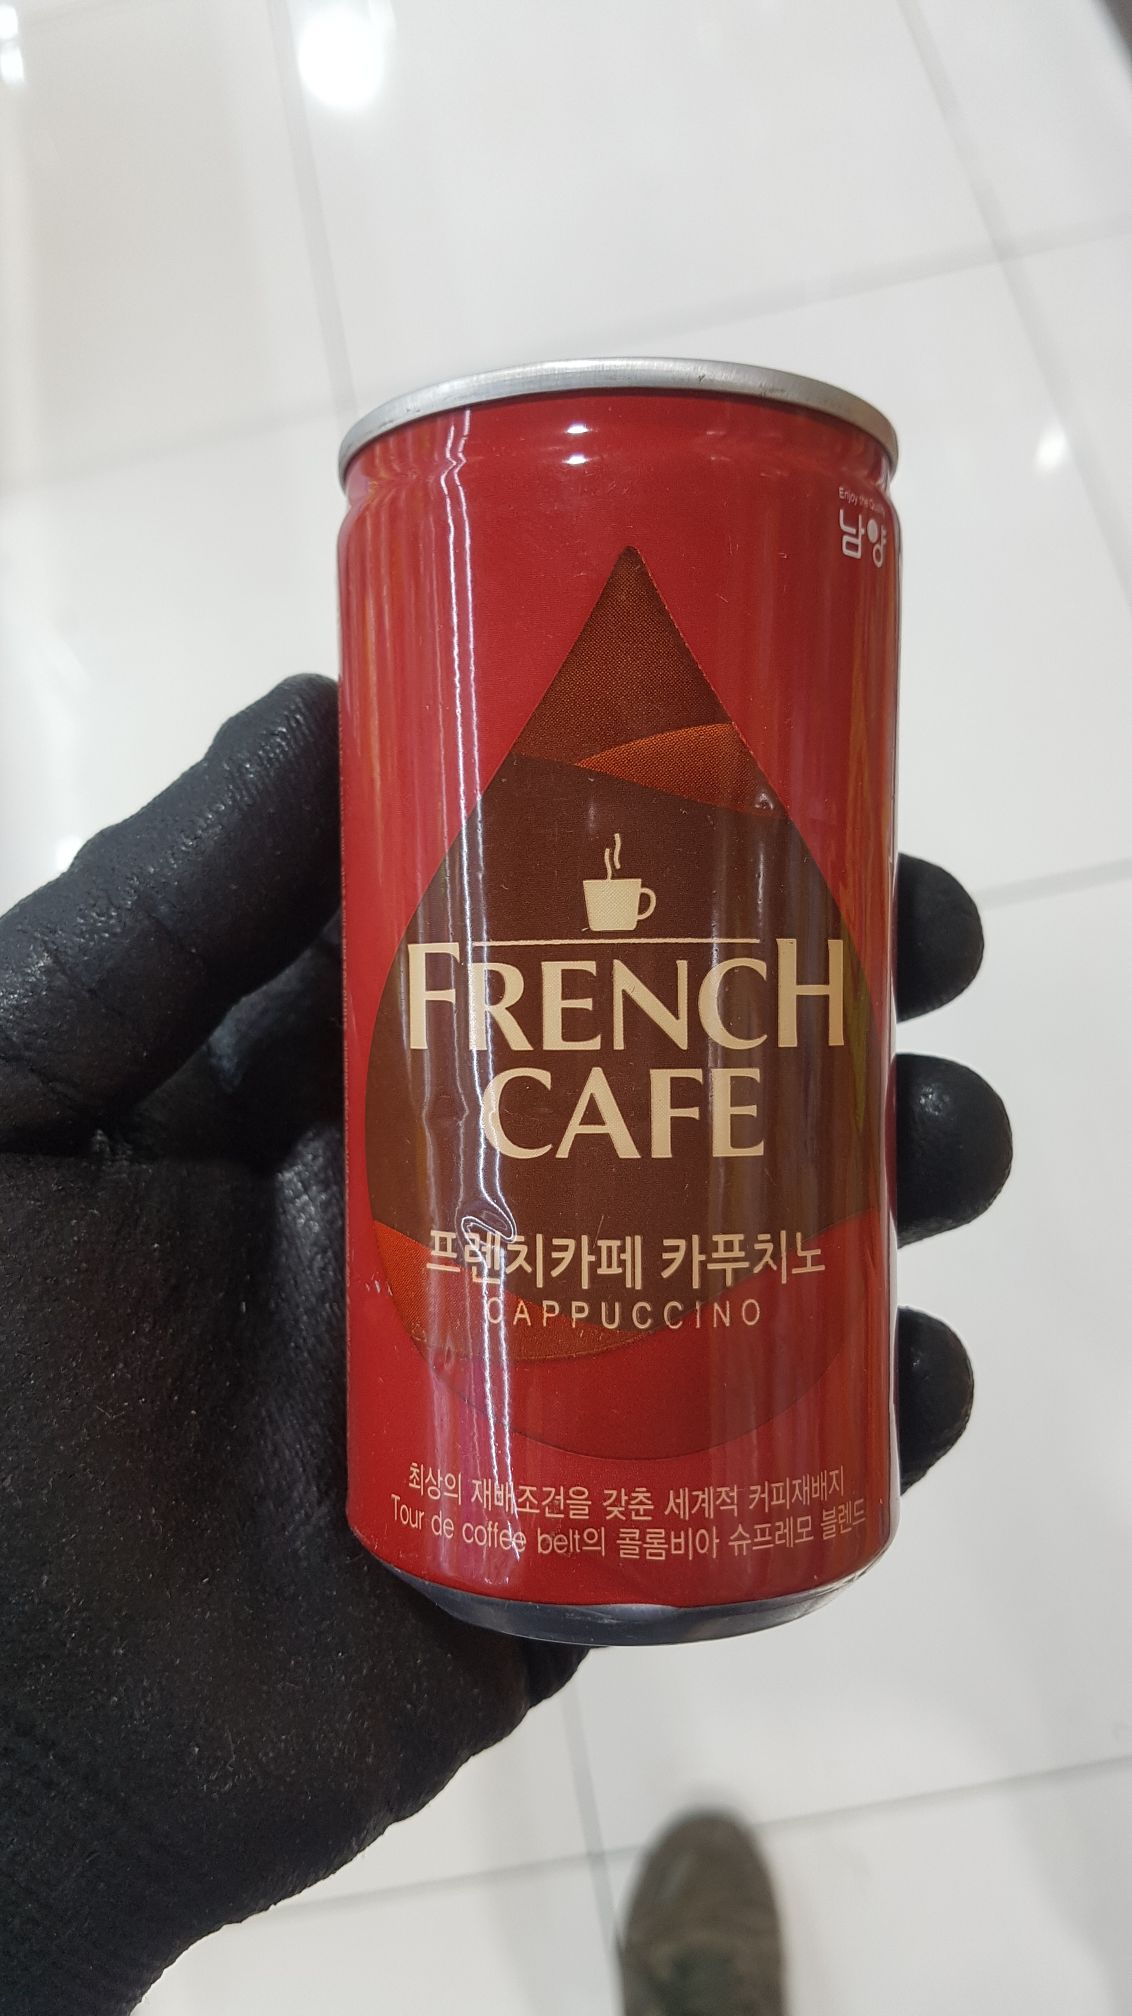 Enjoy the Quality
남양
FRENCH
CAFE
프렌치카페 카푸치노
CAPPUCCINO
최상의 재배조건을 갖춘 세계적 커피재배지
Tour de coffee belt의 콜롬비아 슈프레모 블렌드